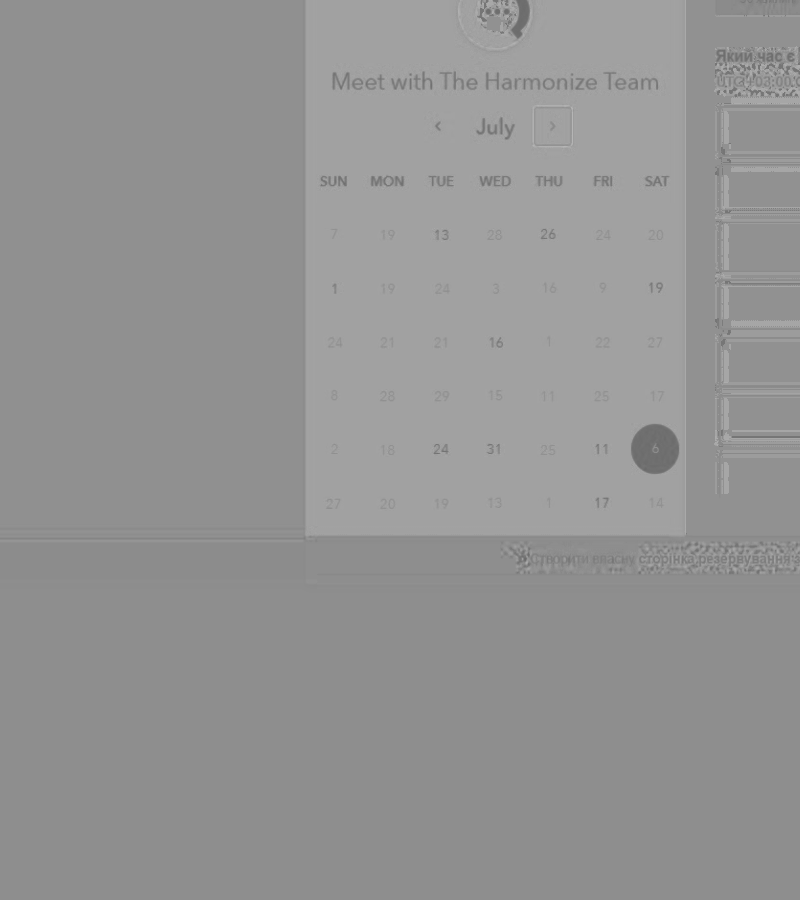 Який час є
UTC +03:00
Meet with The Harmonize Team
‹ July ›
SUN MON TUE WED THU FRI SAT
7 19 13 28 26 24 20
1 19 24 3 16 9 19
24 21 21 16 1 22 27
8 28 29 15 11 25 17
2 18 24 31 25 11 6
27 20 19 13 1 17 14
Створити власну сторінка резервування